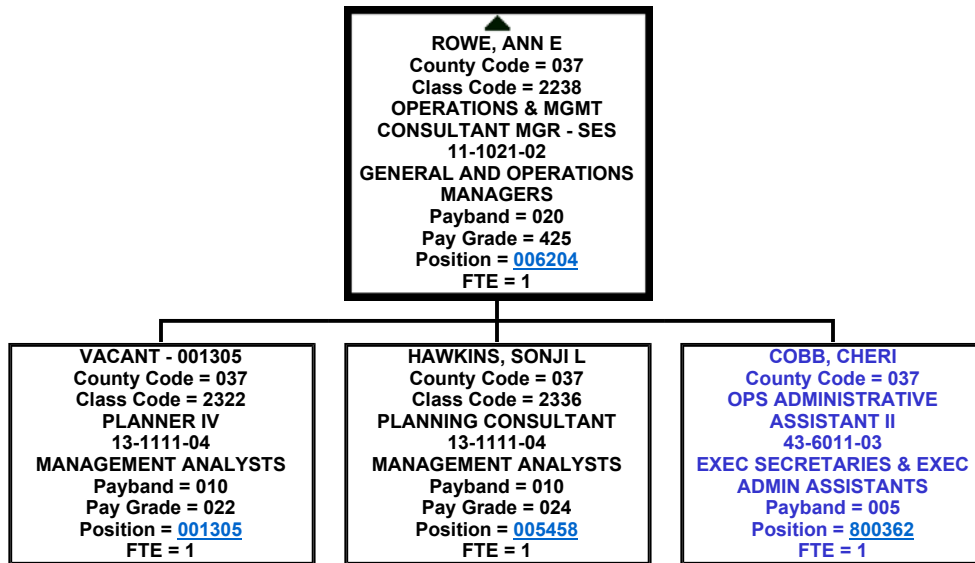 ROWE, ANN E
County Code = 037
Class Code = 2238
OPERATIONS & MGMT
CONSULTANT MGR - SES
11-1021-02
GENERAL AND OPERATIONS
MANAGERS
Payband = 020
Pay Grade = 425
Position = 006204
FTE = 1
VACANT - 001305
County Code = 037
Class Code = 2322
PLANNER IV
13-1111-04
MANAGEMENT ANALYSTS
Payband = 010
Pay Grade = 022
Position = 001305
FTE = 1
HAWKINS, SONJI L
County Code = 037
Class Code = 2336
PLANNING CONSULTANT
13-1111-04
MANAGEMENT ANALYSTS
Payband = 010
Pay Grade = 024
Position = 005458
FTE = 1
COBB, CHERI
County Code = 037
OPS ADMINISTRATIVE
ASSISTANT II
43-6011-03
EXEC SECRETARIES & EXEC
ADMIN ASSISTANTS
Payband = 005
Position = 800362
FTE = 1